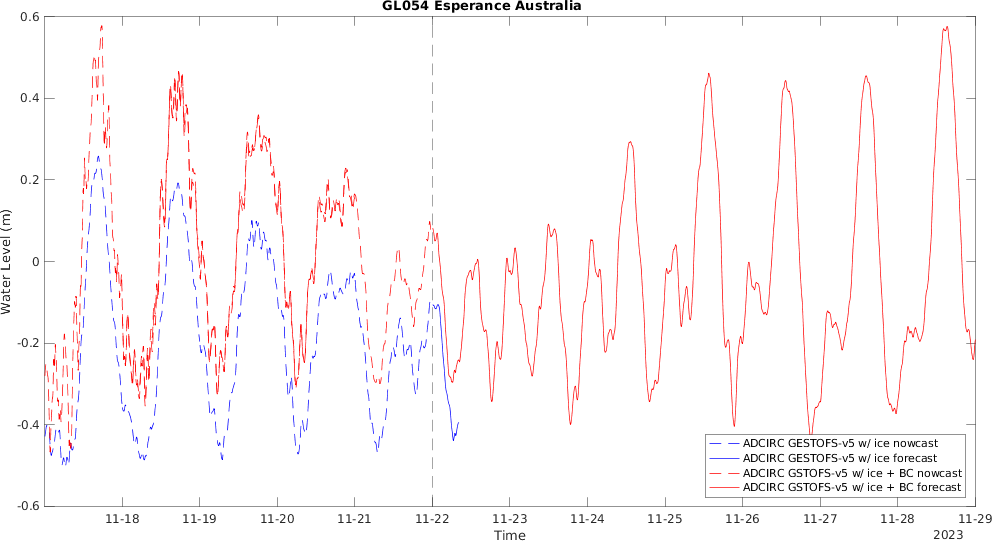 GL054 Esperance Australia
Water Level (m)
0.6
0.4
0.2
0
-0.2
-0.4
-0.6
11-18 11-19 11-20 11-21 11-22 11-23 11-24 11-25 11-26 11-27 11-28 11-29
Time
2023
ADCIRC GESTOFS-v5 w/ ice nowcast
ADCIRC GESTOFS-v5 w/ ice forecast
ADCIRC GSTOFS-v5 w/ ice + BC nowcast
ADCIRC GSTOFS-v5 w/ ice + BC forecast